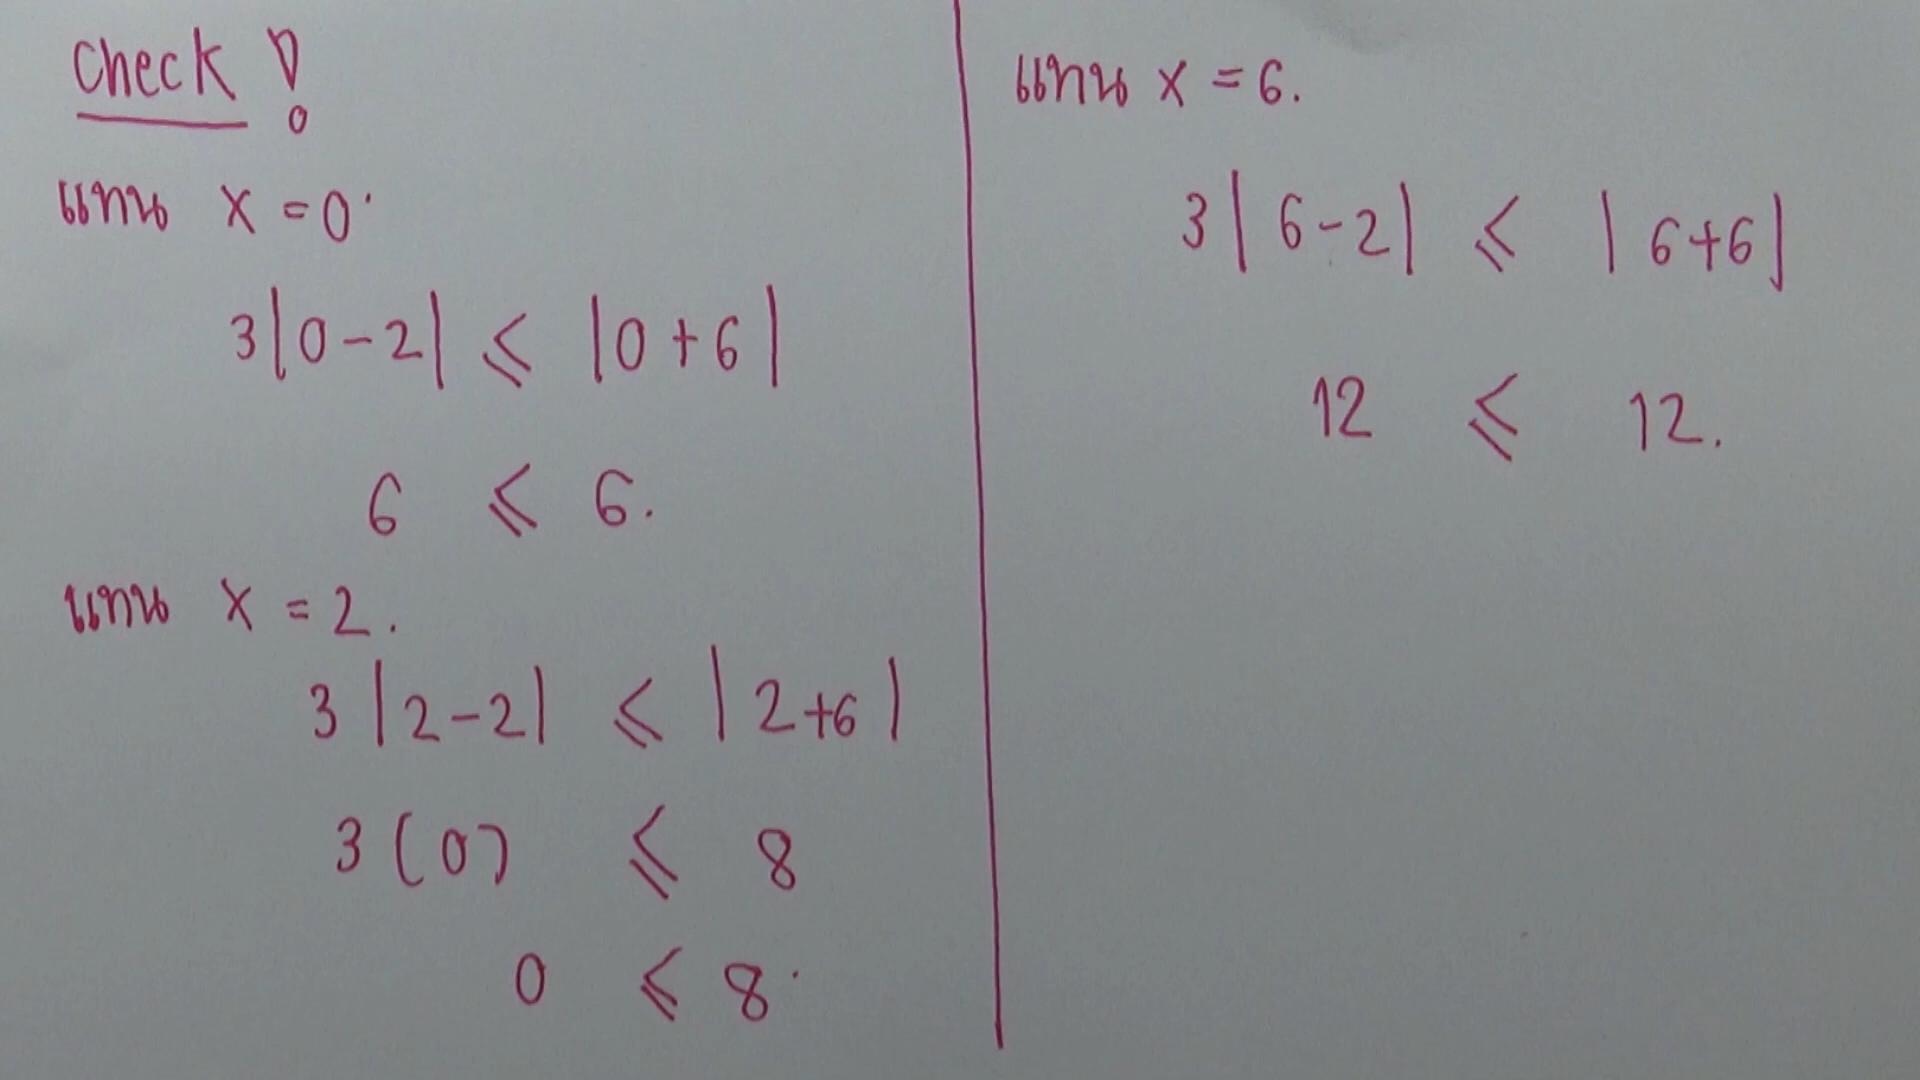 Check !
แทน x = 0.
3|0-2| ⩽ |0+6|
6 ⩽ 6.
แทน x = 2.
3|2-2| ⩽ |2+6|
3(0) ⩽ 8
0 ⩽ 8.
แทน x = 6.
3|6-2| ⩽ |6+6|
12 ⩽ 12.